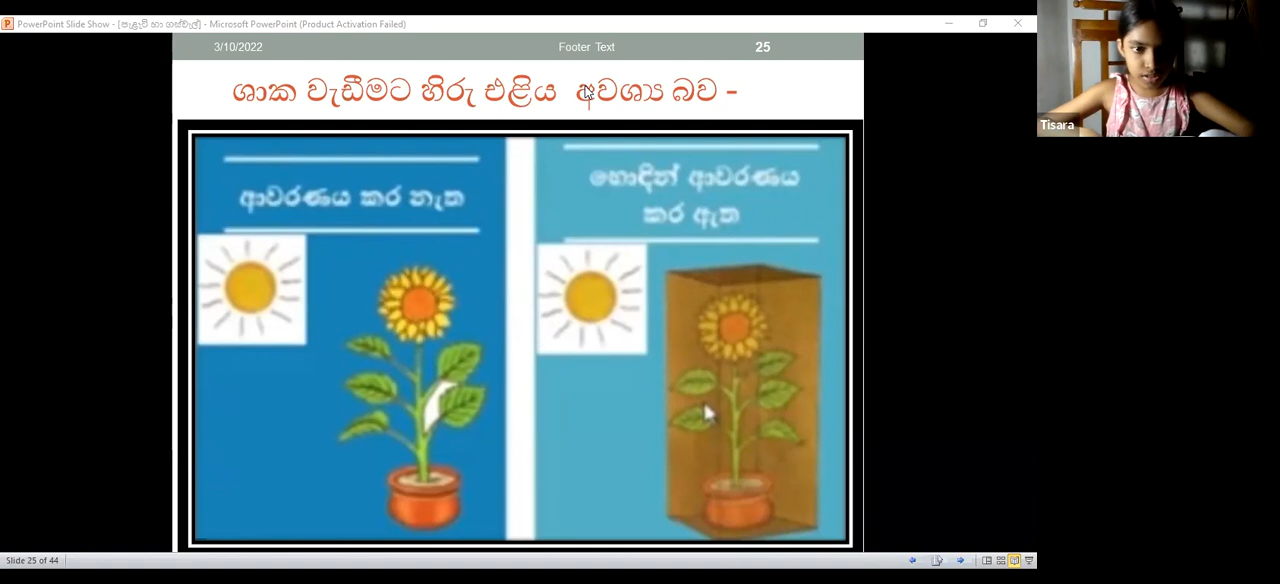 PowerPoint Slide Show - [පැළෑටි හා ගස්වැල්] - Microsoft PowerPoint (Product Activation Failed)
3/10/2022 Footer Text 25
ශාක වැඩීමට හිරු එළිය අවශ්‍ය බව -
ආවරණය කර නැත
හොඳින් ආවරණය
කර ඇත
Tisara
Slide 25 of 44